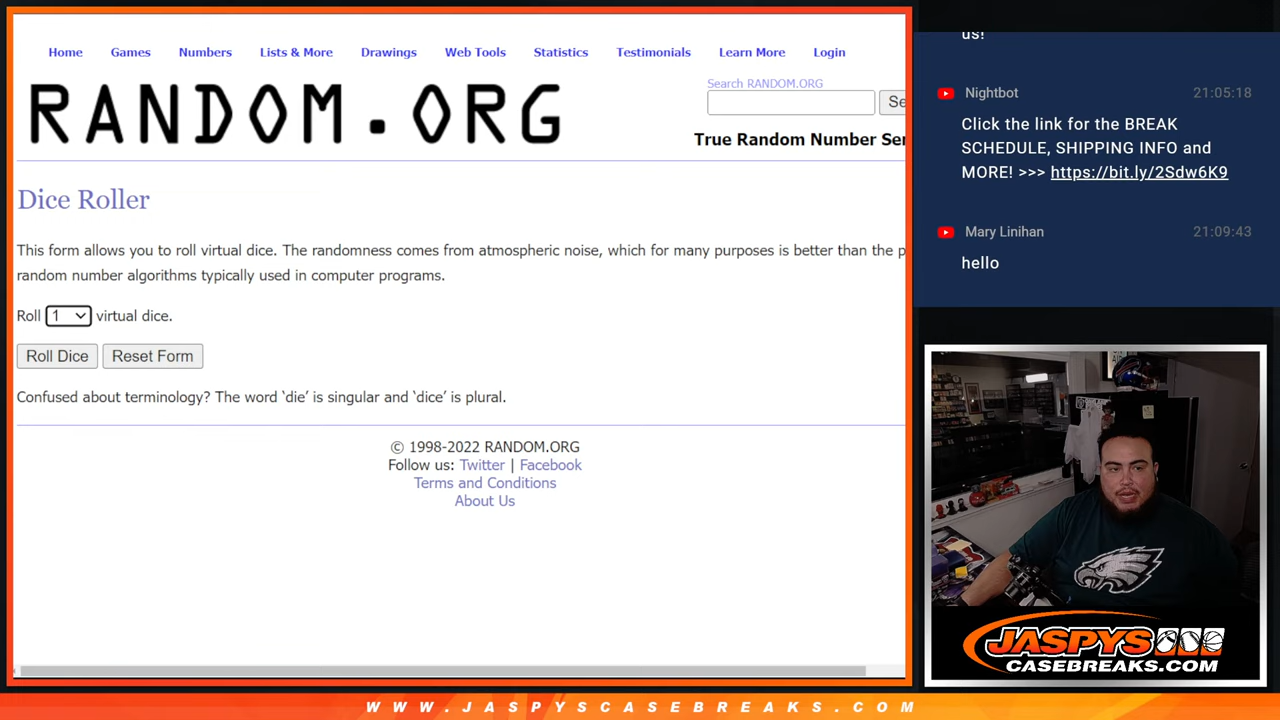 Home Games Numbers Lists & More Drawings Web Tools Statistics Testimonials Learn More Login
RANDOM.ORG
Search RANDOM.ORG
Se
True Random Number Ser
Dice Roller
This form allows you to roll virtual dice. The randomness comes from atmospheric noise, which for many purposes is better than the p
random number algorithms typically used in computer programs.
Roll 1 virtual dice.
Roll Dice Reset Form
Confused about terminology? The word ‘die’ is singular and ‘dice’ is plural.
© 1998-2022 RANDOM.ORG
Follow us: Twitter | Facebook
Terms and Conditions
About Us
us!
Nightbot 21:05:18
Click the link for the BREAK
SCHEDULE, SHIPPING INFO and
MORE! >>> https://bit.ly/2Sdw6K9
Mary Linihan 21:09:43
hello
JASPYS
CASEBREAKS.COM
WWW.JASPYSCASEBREAKS.COM